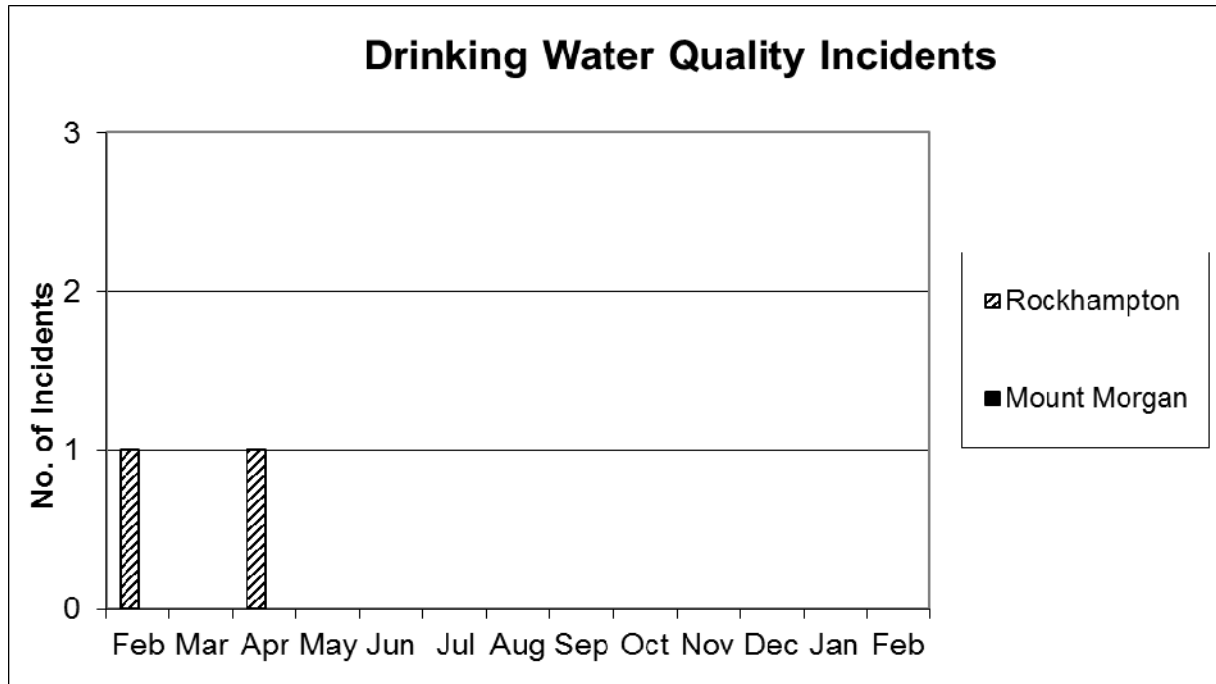 Drinking Water Quality Incidents
No. of Incidents
3
2
1
0
Feb Mar Apr May Jun Jul Aug Sep Oct Nov Dec Jan Feb
Rockhampton
Mount Morgan